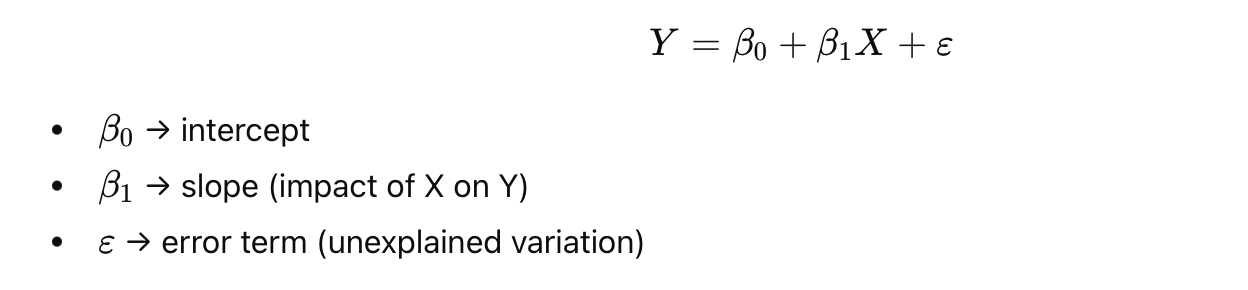 Y = β₀ + β₁X + ε
• β₀ → intercept
• β₁ → slope (impact of X on Y)
• ε → error term (unexplained variation)